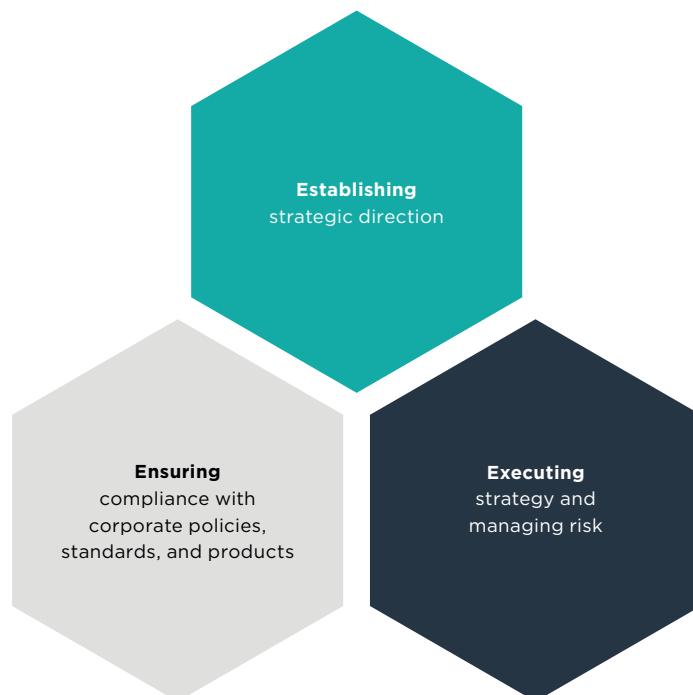 Establishing
strategic direction
Ensuring
compliance with
corporate policies,
standards, and products
Executing
strategy and
managing risk